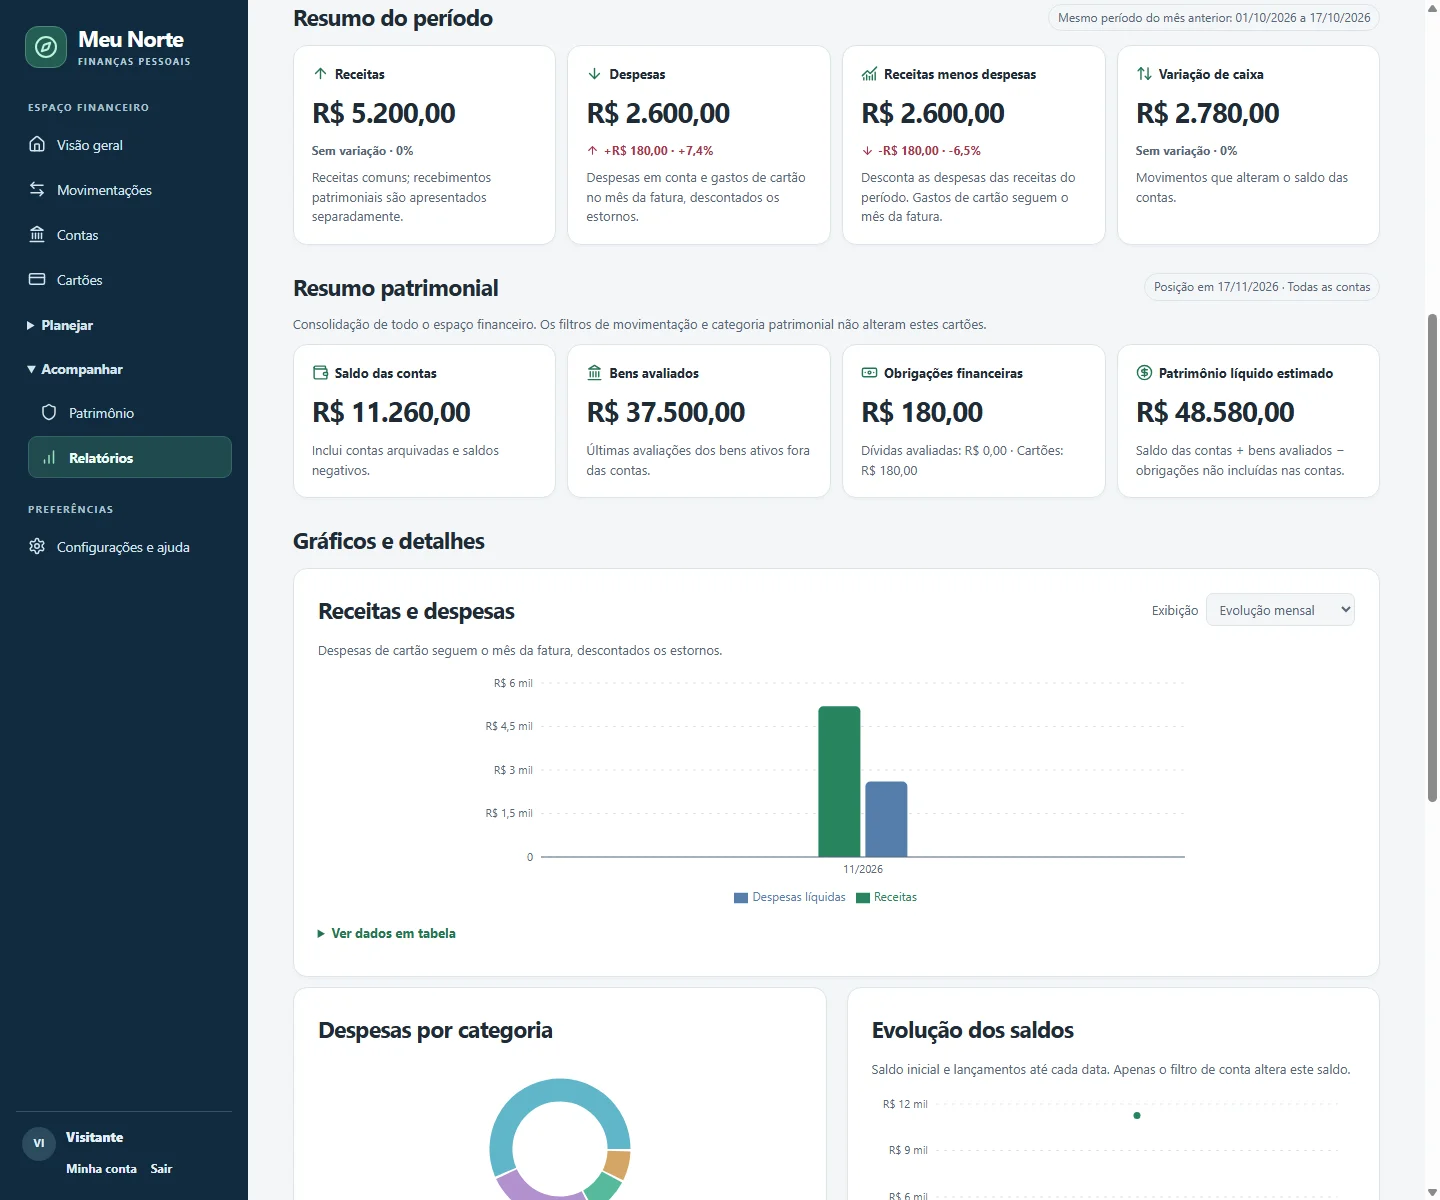 Meu Norte
FINANÇAS PESSOAIS
ESPAÇO FINANCEIRO
Visão geral
Movimentações
Contas
Cartões
Planejar
Acompanhar
Patrimônio
Relatórios
PREFERÊNCIAS
Configurações e ajuda
VI
Visitante
Minha conta Sair
Resumo do período
Mesmo período do mês anterior: 01/10/2026 a 17/10/2026
Receitas
R$ 5.200,00
Sem variação · 0%
Receitas comuns; recebimentos
patrimoniais são apresentados
separadamente.
Despesas
R$ 2.600,00
+R$ 180,00 · +7,4%
Despesas em conta e gastos de cartão
no mês da fatura, descontados os
estornos.
Receitas menos despesas
R$ 2.600,00
-R$ 180,00 · -6,5%
Desconta as despesas das receitas do
período. Gastos de cartão seguem o
mês da fatura.
Variação de caixa
R$ 2.780,00
Sem variação · 0%
Movimentos que alteram o saldo das
contas.
Resumo patrimonial
Posição em 17/11/2026 · Todas as contas
Consolidação de todo o espaço financeiro. Os filtros de movimentação e categoria patrimonial não alteram estes cartões.
Saldo das contas
R$ 11.260,00
Inclui contas arquivadas e saldos
negativos.
Bens avaliados
R$ 37.500,00
Últimas avaliações dos bens ativos fora
das contas.
Obrigações financeiras
R$ 180,00
Dívidas avaliadas: R$ 0,00 · Cartões:
R$ 180,00
Patrimônio líquido estimado
R$ 48.580,00
Saldo das contas + bens avaliados −
obrigações não incluídas nas contas.
Gráficos e detalhes
Receitas e despesas
Exibição Evolução mensal
Despesas de cartão seguem o mês da fatura, descontados os estornos.
R$ 6 mil
R$ 4,5 mil
R$ 3 mil
R$ 1,5 mil
0
11/2026
Despesas líquidas Receitas
Ver dados em tabela
Despesas por categoria
Evolução dos saldos
Saldo inicial e lançamentos até cada data. Apenas o filtro de conta altera este saldo.
R$ 12 mil
R$ 9 mil
R$ 6 mil